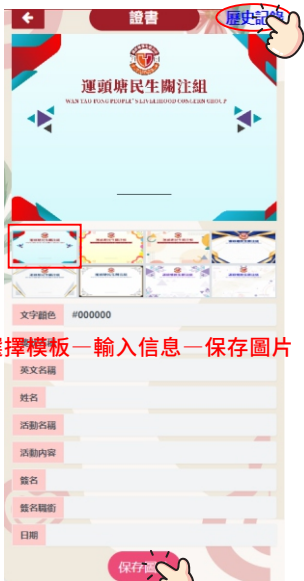 證書
歷史記錄
運頭塘民生關注組
WAN TAU TONG PEOPLE'S LIVELIHOOD CONCERN GROUP
文字顏色 #000000
選擇模板—輸入信息—保存圖片
英文名稱
姓名
活動名稱
活動内容
簽名
簽名職銜
日期
保存圖